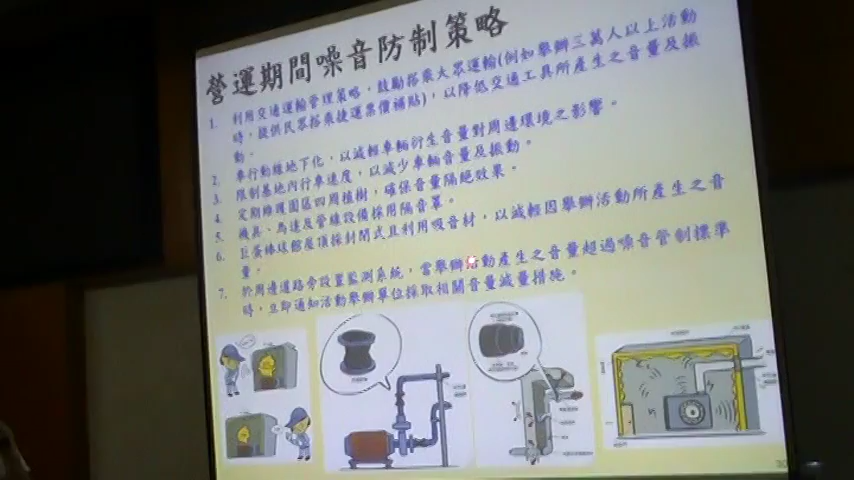 營運期間噪音防制策略
1. 利用交通運輸管理策略，鼓勵搭乘大眾運輸(例如舉辦三萬人以上活動
時，提供民眾搭乘捷運票價補貼)，以降低交通工具所產生之音量及振
動。
2. 車行動線地下化，以減輕車輛衍生音量對周邊環境之影響。
3. 限制基地內行車速度，以減少車輛音量及振動。
4. 定期維護園區四周植樹，確保音量隔絕效果。
5. 機具、馬達及管線設備採用隔音罩。
6. 巨蛋棒球館屋頂採封閉式且利用吸音材，以減輕因舉辦活動所產生之音
量。
7. 於周邊道路旁設置監測系統，當舉辦活動產生之音量超過噪音管制標準
時，立即通知活動舉辦單位採取相關音量減量措施。